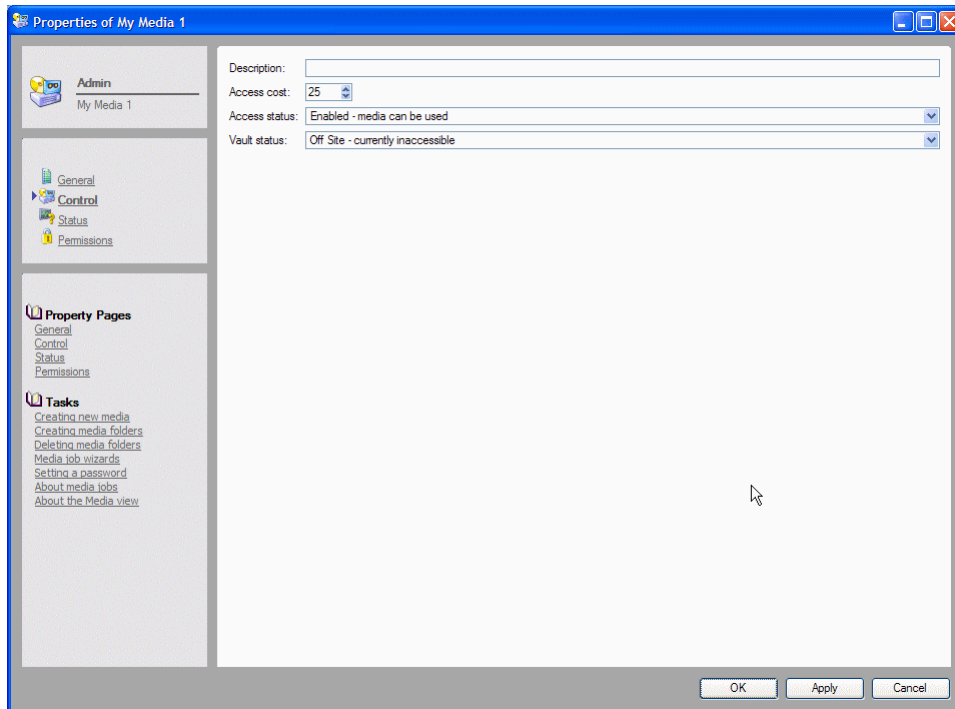 Properties of My Media 1
Admin
My Media 1
General
Control
Status
Permissions
Property Pages
General
Control
Status
Permissions
Tasks
Creating new media
Creating media folders
Deleting media folders
Media job wizards
Setting a password
About media jobs
About the Media view
Description:
Access cost: 25
Access status: Enabled - media can be used
Vault status: Off Site - currently inaccessible
OK Apply Cancel